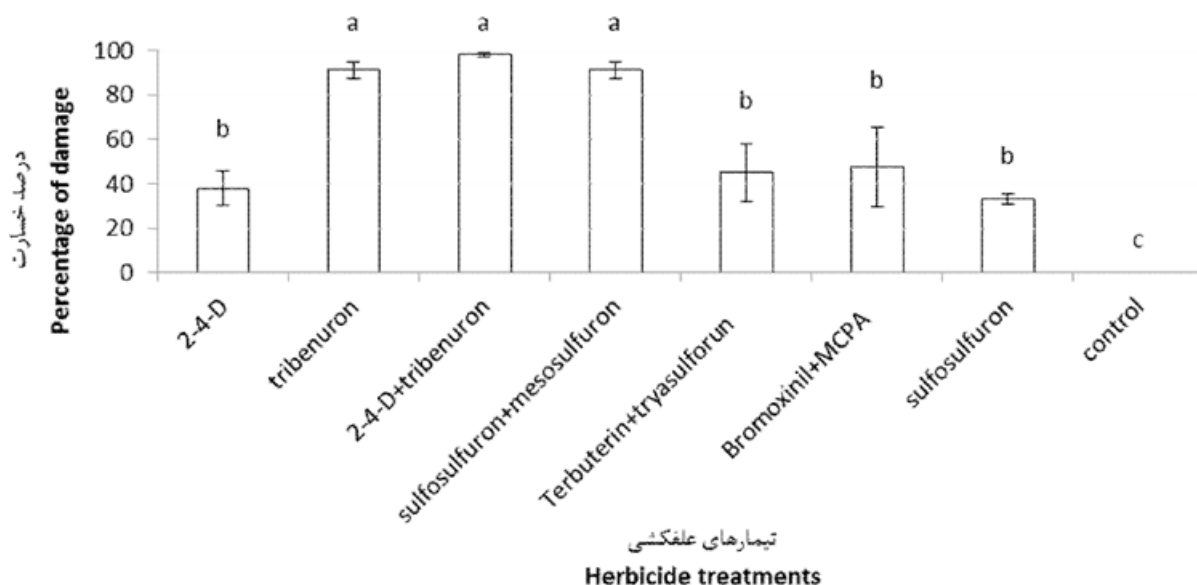 a
a
a
b
b
b
b
c
100
80
60
40
20
0
درصد خسارت
Percentage of damage
2-4-D
tribenuron
2-4-D+tribenuron
sulfosulfuron+mesosulfuron
Terbuterin+tryasulforun
Bromoxinil+MCPA
sulfosulfuron
control
تیمارهای علفکشی
Herbicide treatments